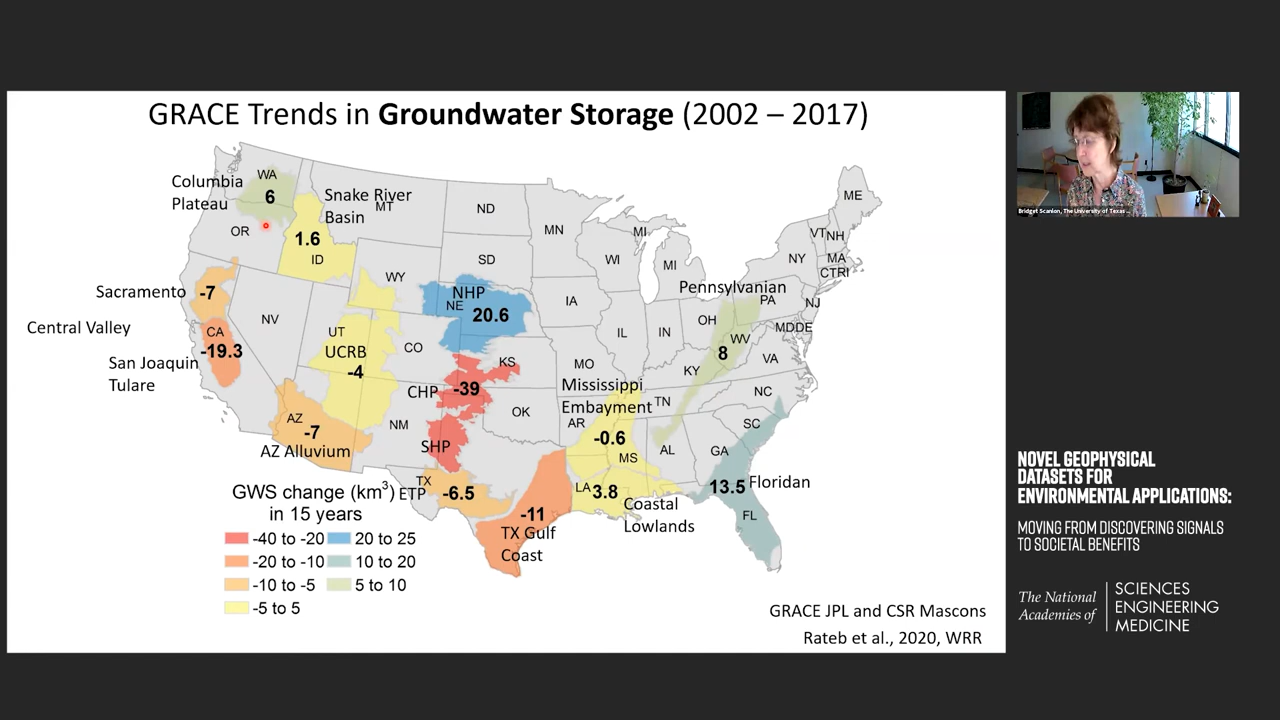 GRACE Trends in Groundwater Storage (2002 – 2017)
Columbia
Plateau
WA
6
Snake River
Basin
MT
OR
1.6
ID
ND
SD
MN
WI
MI
MI
ME
VT NH
NY
MA
CT RI
Sacramento
-7
WY
NHP
NE
20.6
IA
Pennsylvanian
PA
NJ
OH
MD DE
WV
8
VA
KY
IL
IN
Central Valley
CA
-19.3
San Joaquin
Tulare
NV
UT
UCRB
-4
CO
KS
CHP
-39
MO
Mississippi
Embayment
TN
NC
SC
AZ
-7
AZ Alluvium
NM
SHP
OK
AR
-0.6
MS
AL
GA
TX
ETP
-6.5
-11
TX Gulf
Coast
LA
3.8
Coastal
Lowlands
13.5
Floridan
FL
GWS change (km³)
in 15 years
-40 to -20
20 to 25
-20 to -10
10 to 20
-10 to -5
5 to 10
-5 to 5
GRACE JPL and CSR Mascons
Rateb et al., 2020, WRR
Bridget Scanlon, The University of Texas ...
NOVEL GEOPHYSICAL
DATASETS FOR
ENVIRONMENTAL APPLICATIONS:
MOVING FROM DISCOVERING SIGNALS
TO SOCIETAL BENEFITS
The National
Academies of
SCIENCES
ENGINEERING
MEDICINE